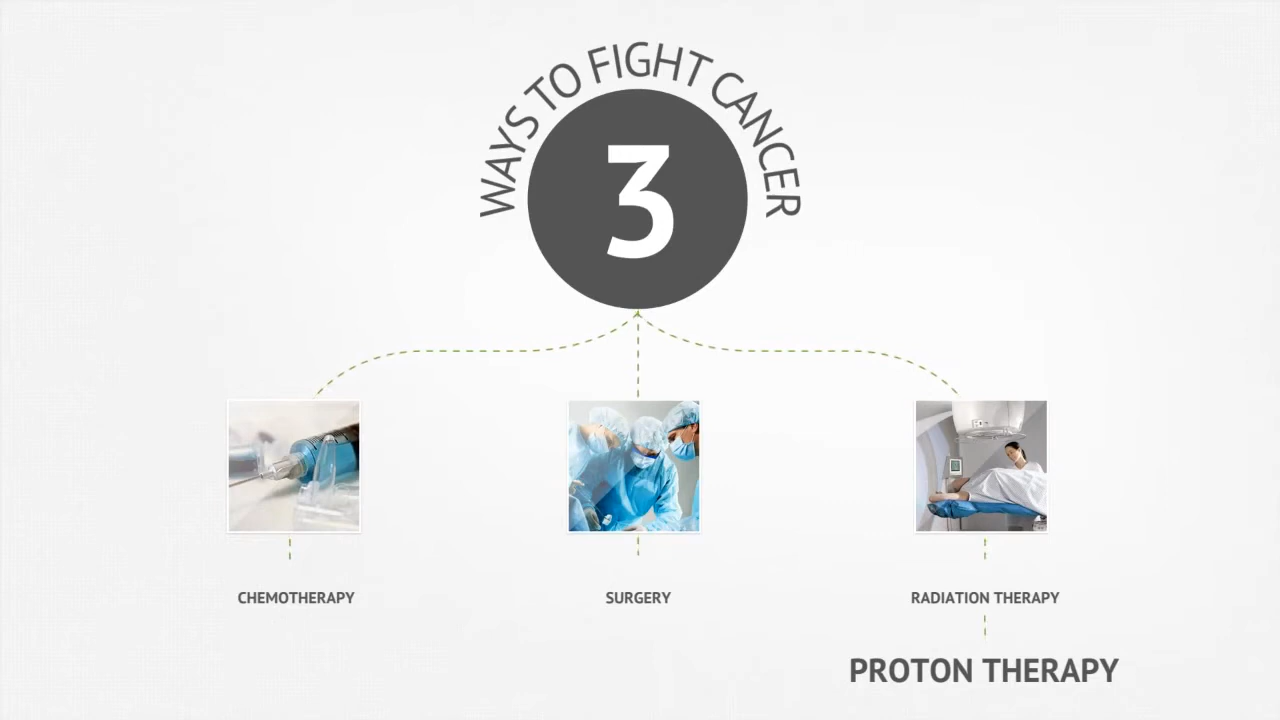 WAYS TO FIGHT CANCER
3
CHEMOTHERAPY
SURGERY
RADIATION THERAPY
PROTON THERAPY